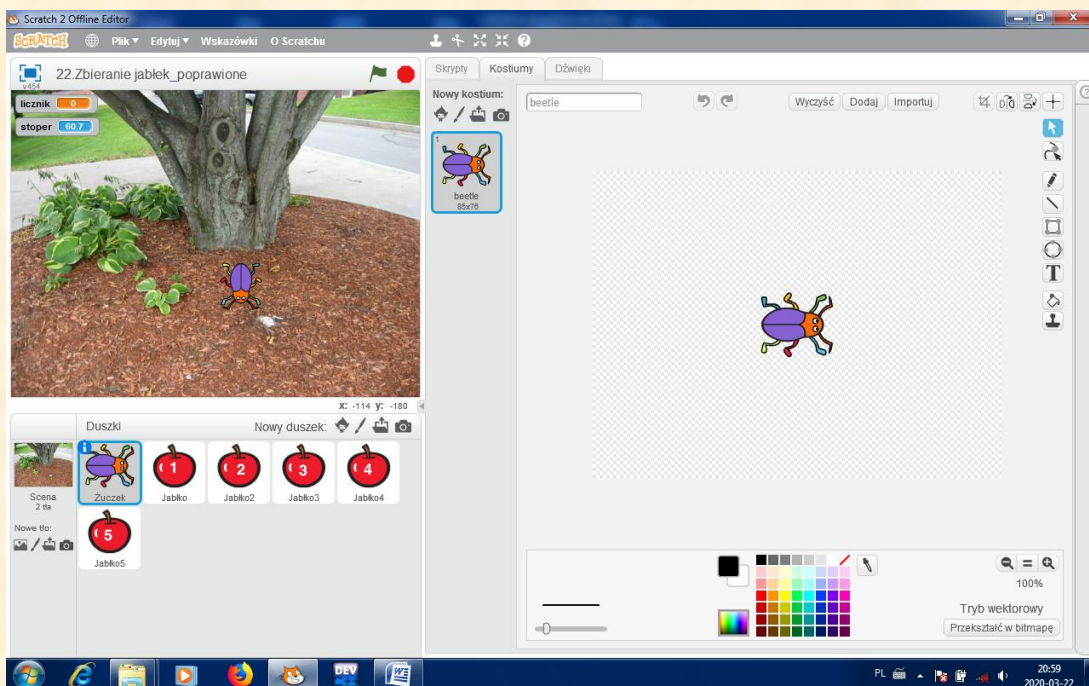 Scratch 2 Offline Editor
SCRATCH Plik Edytuj Wskazówki O Scratchu
22.Zbieranie jabłek_poprawione
v454
licznik 0
stoper 60.7
x: -114 y: -180
Duszki Nowy duszek:
Scena
2 tła
Nowe tło:
Żuczek
1
Jabłko
2
Jabłko2
3
Jabłko3
4
Jabłko4
5
Jabłko5
Skrypty Kostiumy Dźwięki
Nowy kostium:
1
beetle
85x76
beetle
Wyczyść Dodaj Importuj
T
100%
Tryb wektorowy
Przekształć w bitmapę
DEV
PL
20:59
2020-03-22